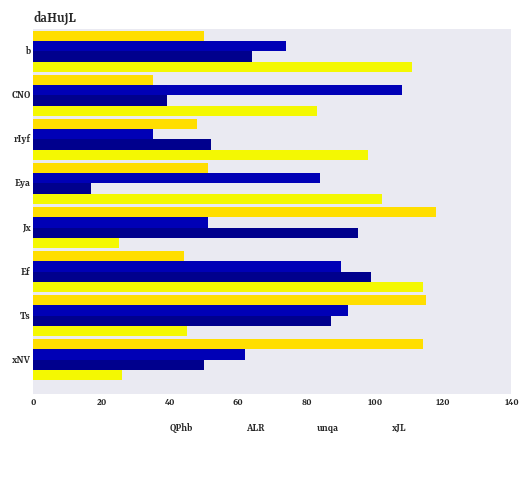 daHujL
b
CNO
rIyf
Eya
Jx
Ef
Ts
xNV
0 20 40 60 80 100 120 140
QPhb ALR unqa xJL